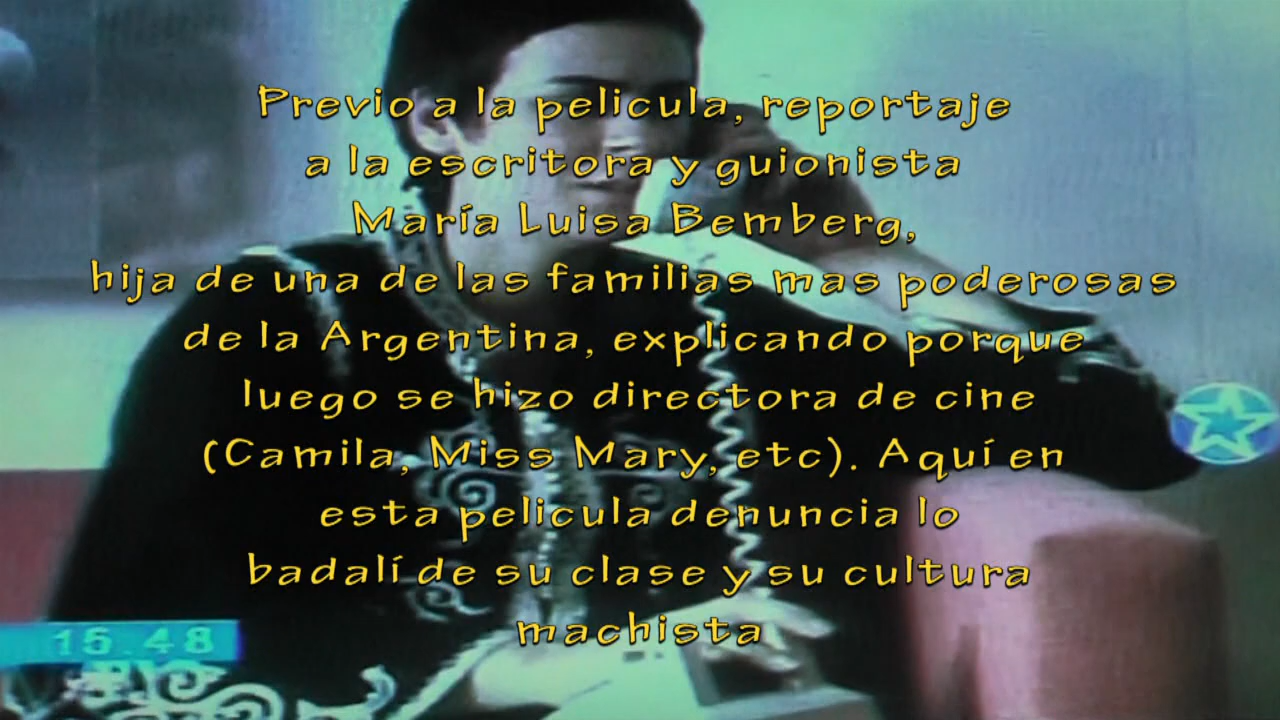 Previo a la pelicula, reportaje
a la escritora y guionista
María Luisa Bemberg,
hija de una de las familias mas poderosas
de la Argentina, explicando porque
luego se hizo directora de cine
(Camila, Miss Mary, etc). Aquí en
esta pelicula denuncia lo
badalí de su clase y su cultura
machista
15.48